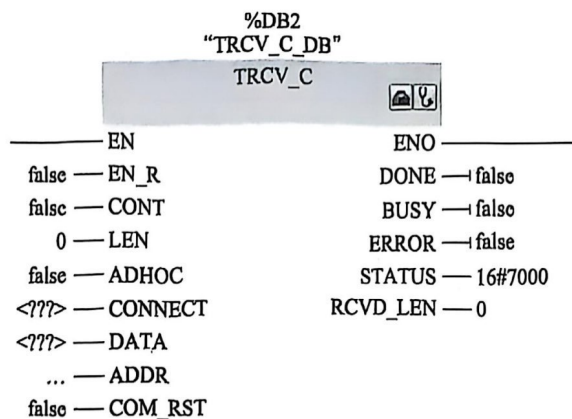 %DB2
“TRCV_C_DB”
TRCV_C
EN ENO
false EN_R DONE false
false CONT BUSY false
0 LEN ERROR false
false ADHOC STATUS 16#7000
<???> CONNECT RCVD_LEN 0
<???> DATA
... ADDR
false COM_RST